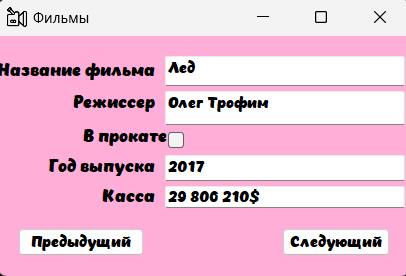 Фильмы
Название фильма Лед
Режиссер Олег Трофим
В прокате
Год выпуска 2017
Касса 29 806 210$
Предыдущий Следующий